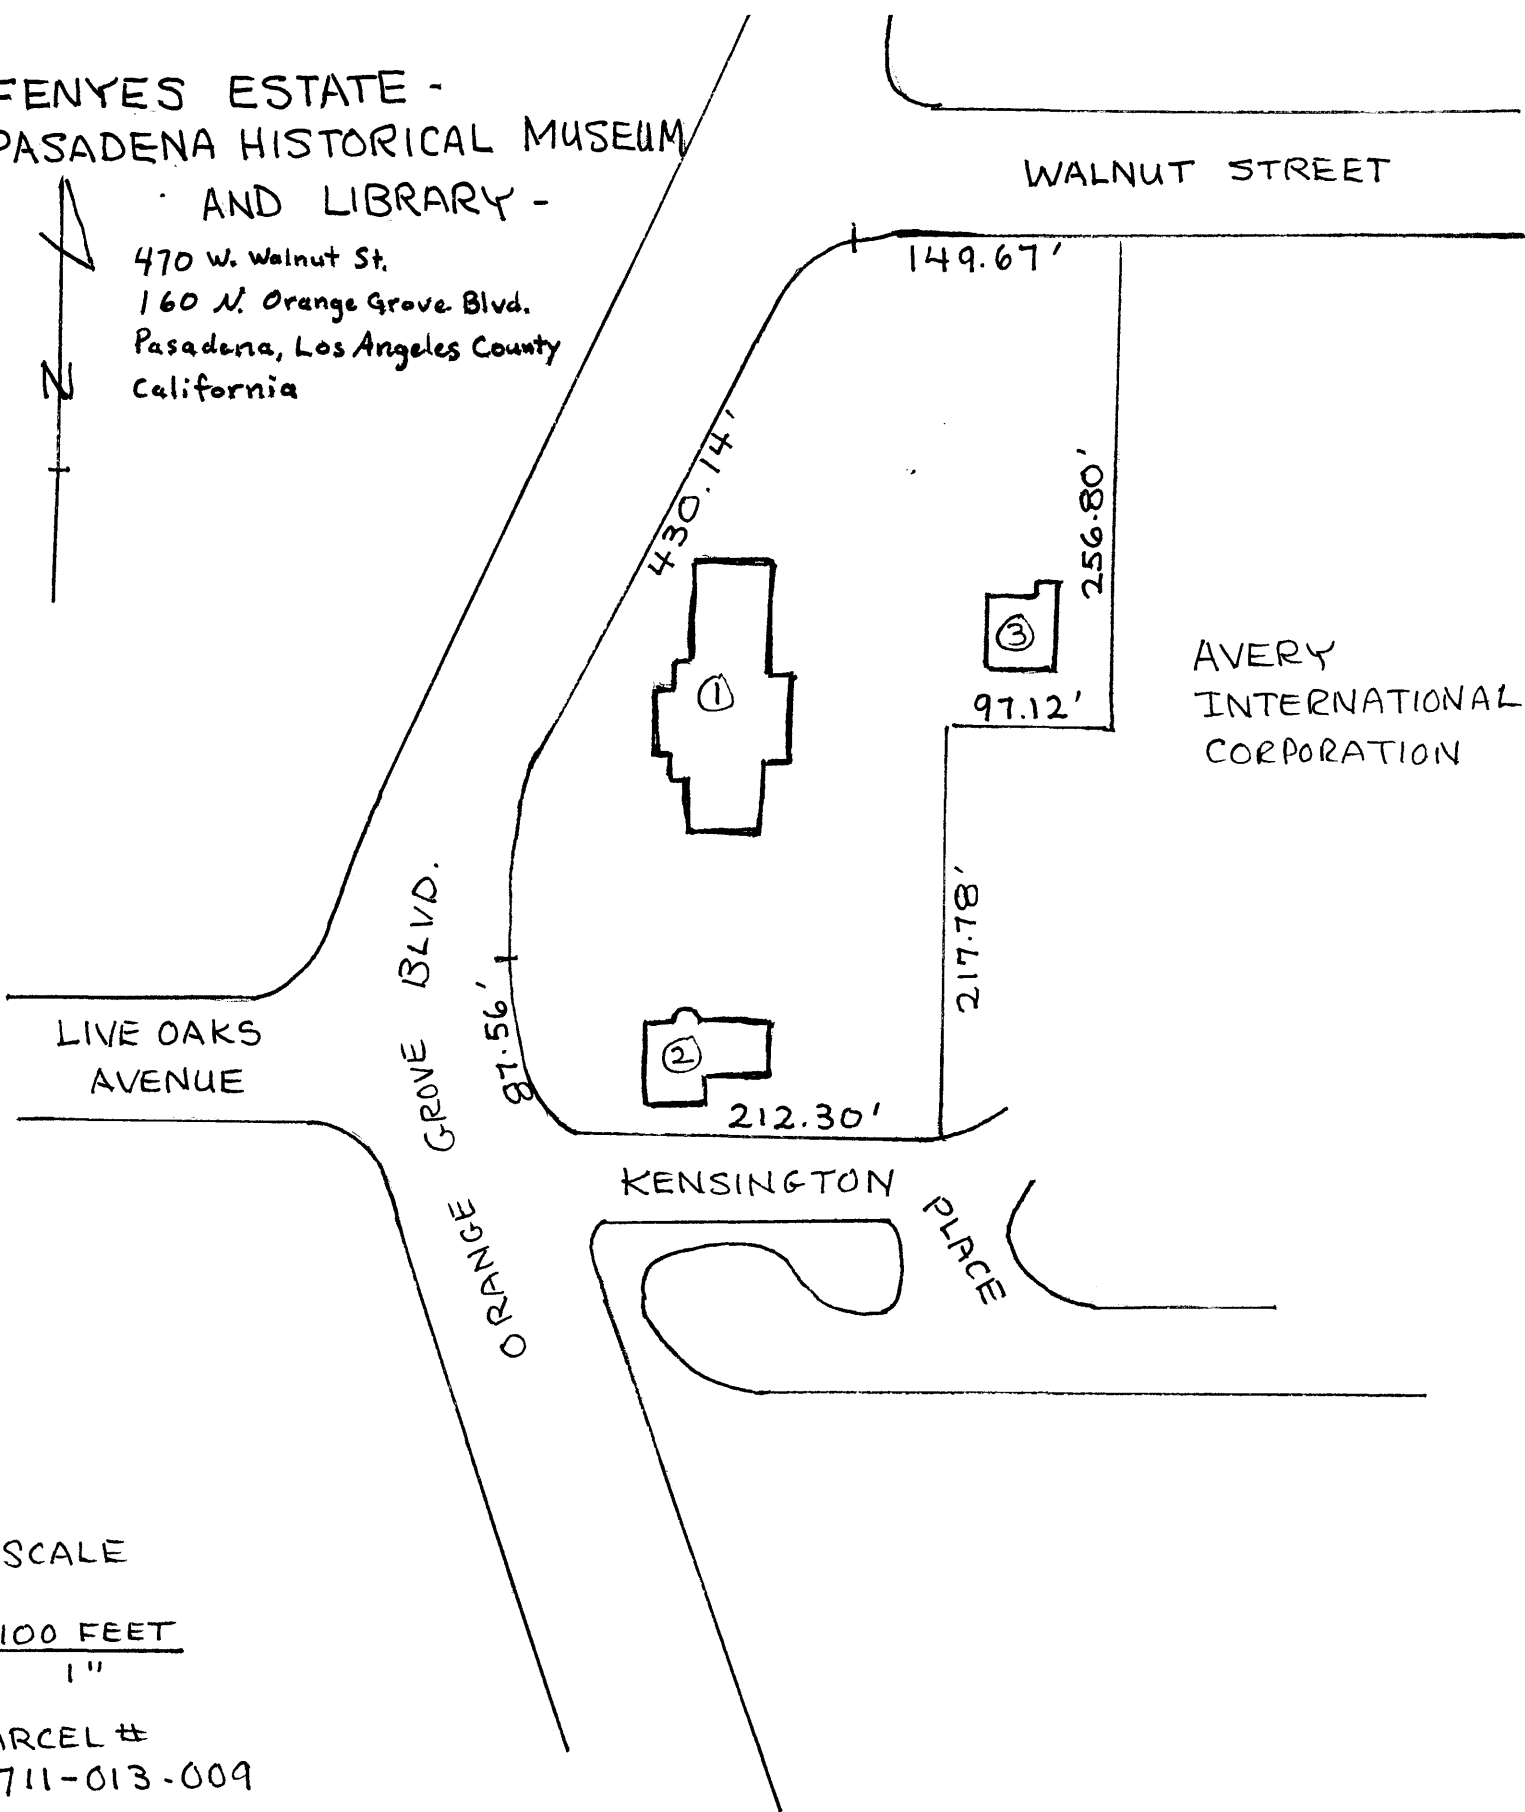 FENYES ESTATE -
PASADENA HISTORICAL MUSEUM
AND LIBRARY -
470 W. Walnut St.
160 N. Orange Grove Blvd.
Pasadena, Los Angeles County
California
N
WALNUT STREET
149.67'
430.14'
256.80'
1
3
97.12'
AVERY
INTERNATIONAL
CORPORATION
217.78'
ORANGE GROVE BLVD.
87.56'
LIVE OAKS
AVENUE
2
212.30'
KENSINGTON PLACE
SCALE
100 FEET
1"
ARCEL #
711-013-009